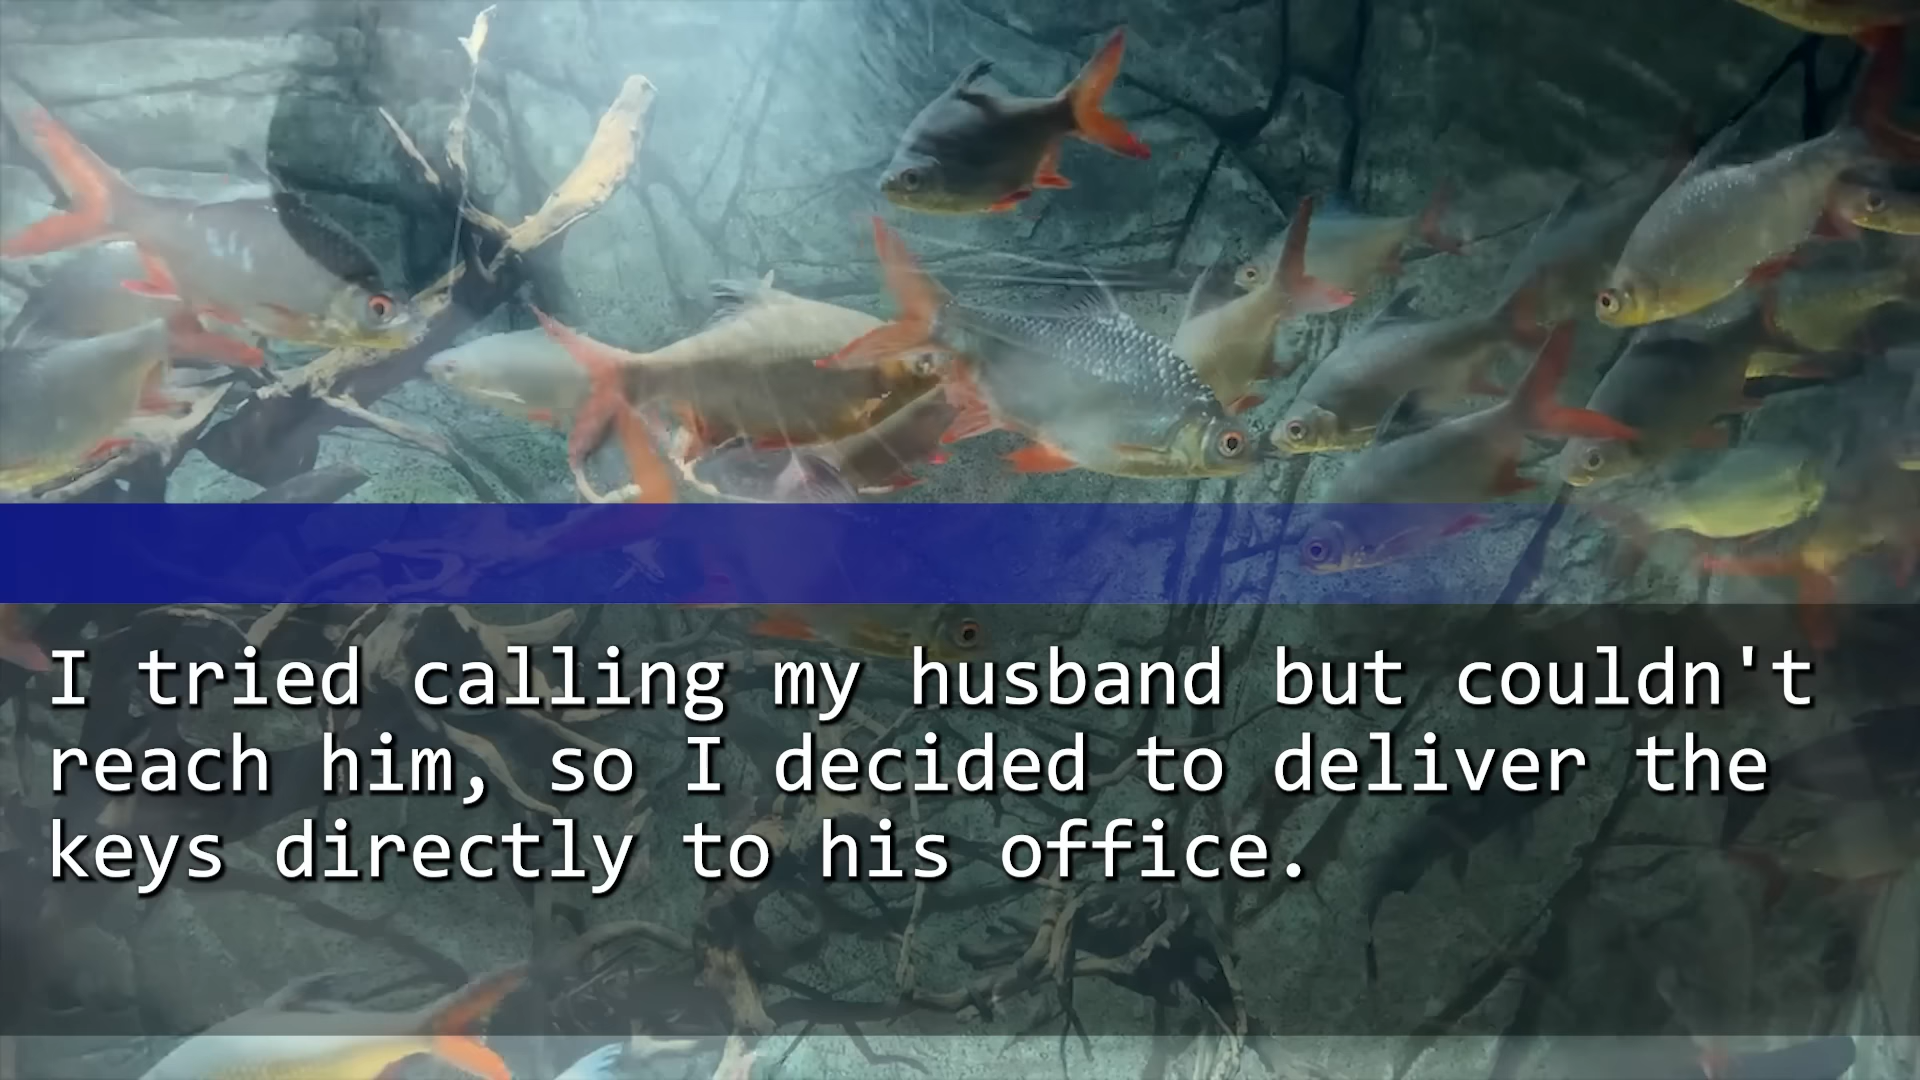 I tried calling my husband but couldn't
reach him, so I decided to deliver the
keys directly to his office.